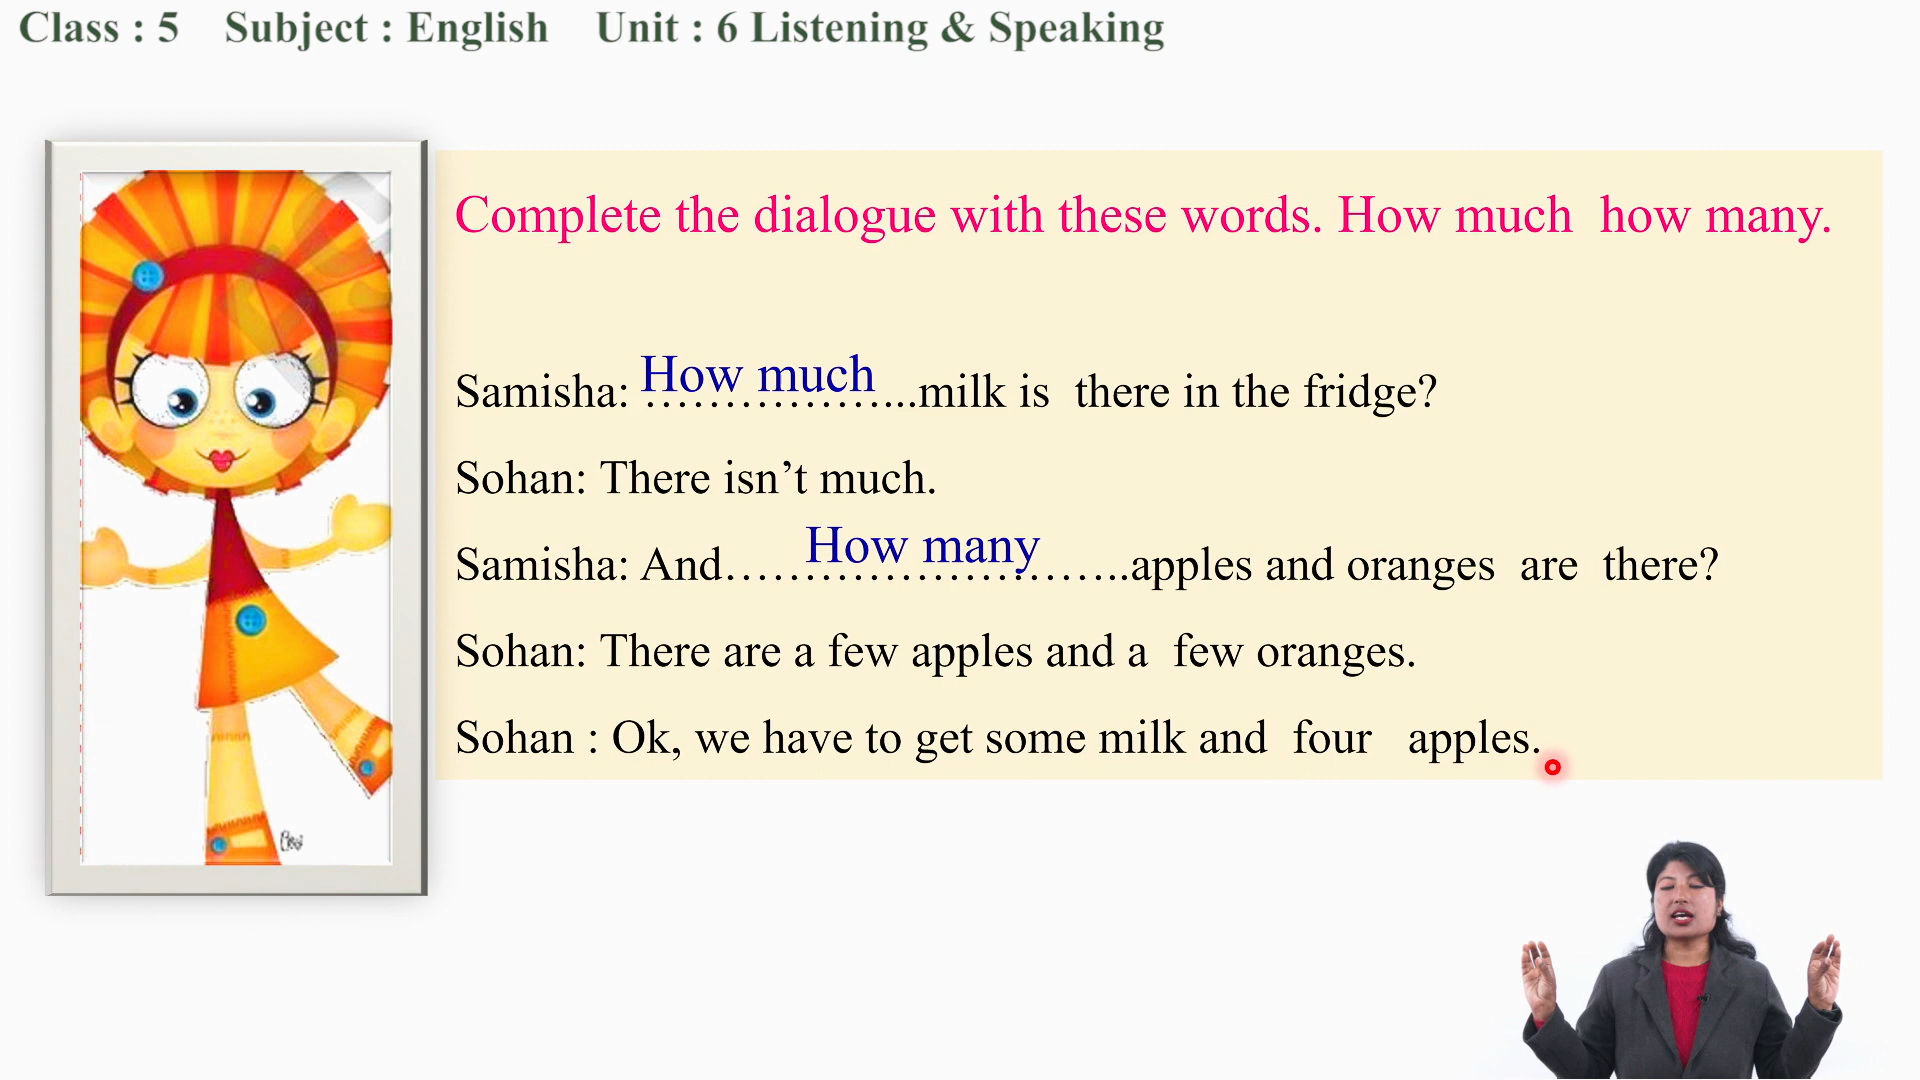 Class : 5 Subject : English Unit : 6 Listening & Speaking
Complete the dialogue with these words. How much how many.
Samisha: How much ………………..milk is there in the fridge?
Sohan: There isn’t much.
Samisha: And How many ……………………..apples and oranges are there?
Sohan: There are a few apples and a few oranges.
Sohan : Ok, we have to get some milk and four apples.